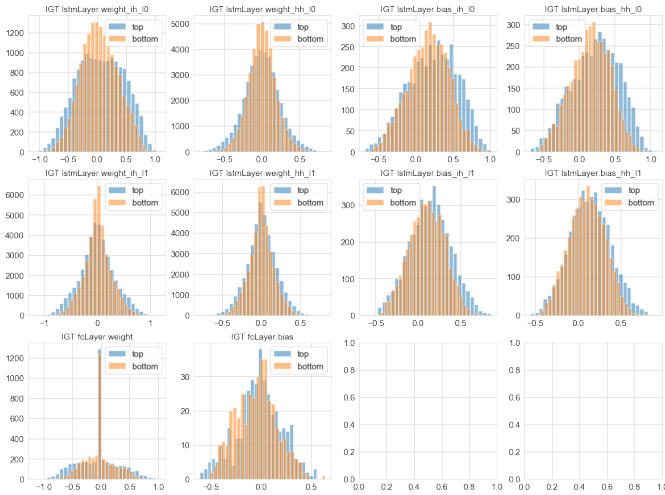 IGT lstmLayer.weight_ih_l0
top
bottom
1200
1000
800
600
400
200
0
−1.0 −0.5 0.0 0.5 1.0
IGT lstmLayer.weight_hh_l0
top
bottom
5000
4000
3000
2000
1000
0
−0.5 0.0 0.5
IGT lstmLayer.bias_ih_l0
top
bottom
300
250
200
150
100
50
0
−0.5 0.0 0.5 1.0
IGT lstmLayer.bias_hh_l0
top
bottom
300
250
200
150
100
50
0
−0.5 0.0 0.5 1.0
IGT lstmLayer.weight_ih_l1
top
bottom
6000
5000
4000
3000
2000
1000
0
−1 0 1
IGT lstmLayer.weight_hh_l1
top
bottom
6000
5000
4000
3000
2000
1000
0
−0.5 0.0 0.5
IGT lstmLayer.bias_ih_l1
top
bottom
300
200
100
0
−0.5 0.0 0.5
IGT lstmLayer.bias_hh_l1
top
bottom
300
200
100
0
−0.5 0.0 0.5 1.0
IGT fcLayer.weight
top
bottom
1200
1000
800
600
400
200
0
−1.0 −0.5 0.0 0.5 1.0
IGT fcLayer.bias
top
bottom
30
20
10
0
−0.5 0.0 0.5
1.0
0.8
0.6
0.4
0.2
0.0
0.0 0.2 0.4 0.6 0.8 1.0
1.0
0.8
0.6
0.4
0.2
0.0
0.0 0.2 0.4 0.6 0.8 1.0